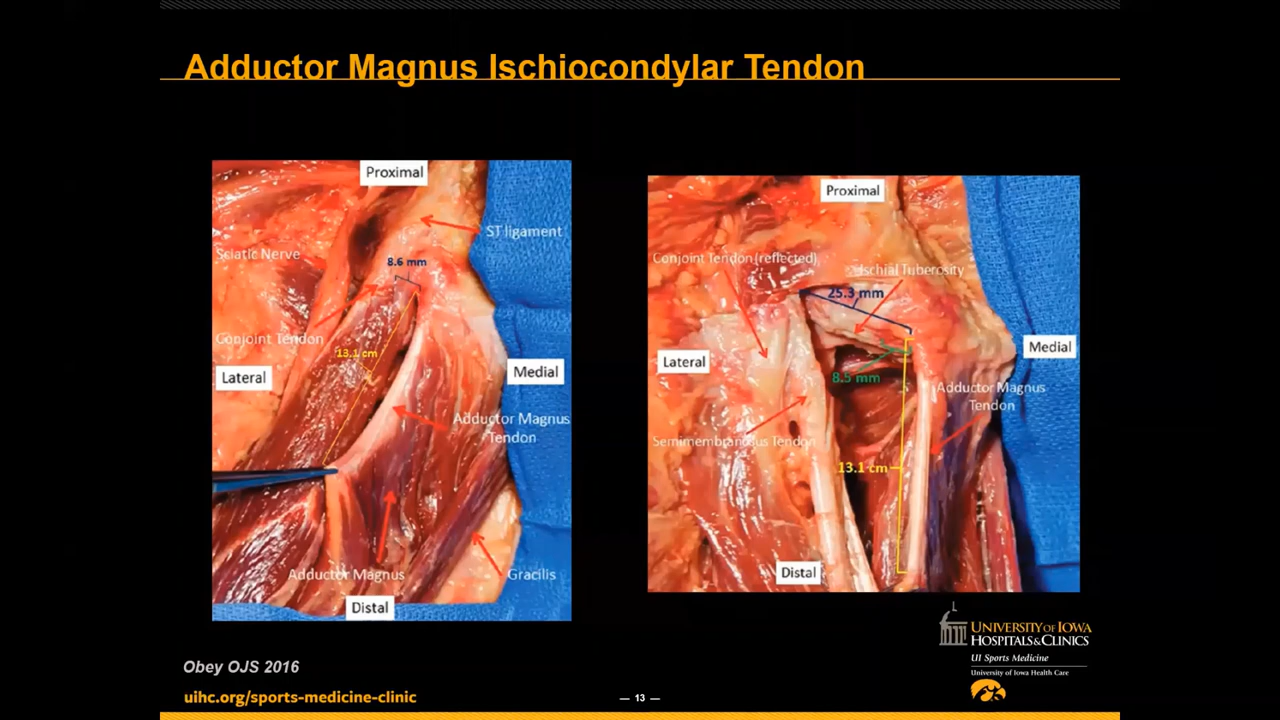 Adductor Magnus Ischiocondylar Tendon
Proximal
ST ligament
Sciatic Nerve
8.6 mm
Conjoint Tendon
13.1 cm
Lateral
Medial
Adductor Magnus
Tendon
Adductor Magnus
Gracilis
Distal
Proximal
Conjoint Tendon (reflected)
Ischial Tuberosity
25.3 mm
Lateral
Medial
8.5 mm
Adductor Magnus
Tendon
Semimembranosus Tendon
13.1 cm
Distal
UNIVERSITY OF IOWA
HOSPITALS & CLINICS
UI Sports Medicine
University of Iowa Health Care
Obey OJS 2016
uihc.org/sports-medicine-clinic
— 13 —